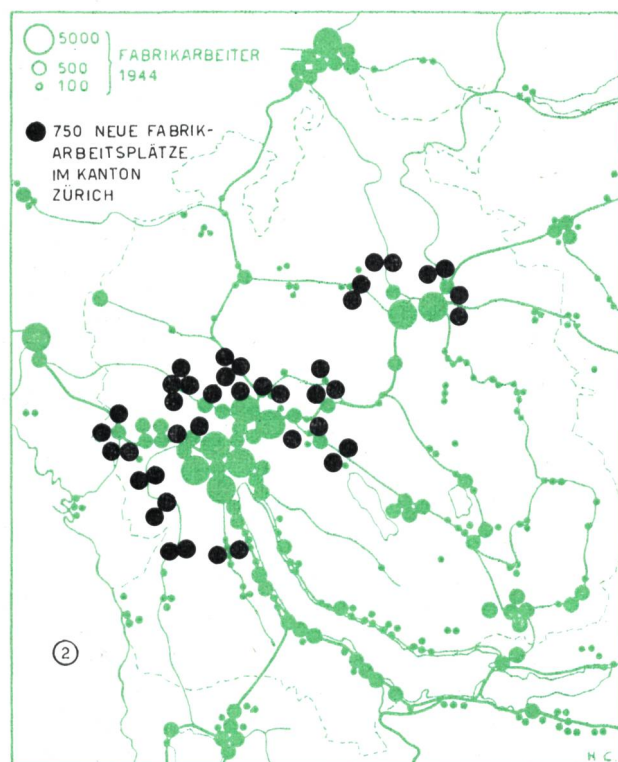 5000
500
100
FABRIKARBEITER
1944
750 NEUE FABRIK-
ARBEITSPLÄTZE
IM KANTON
ZÜRICH
2
H C.